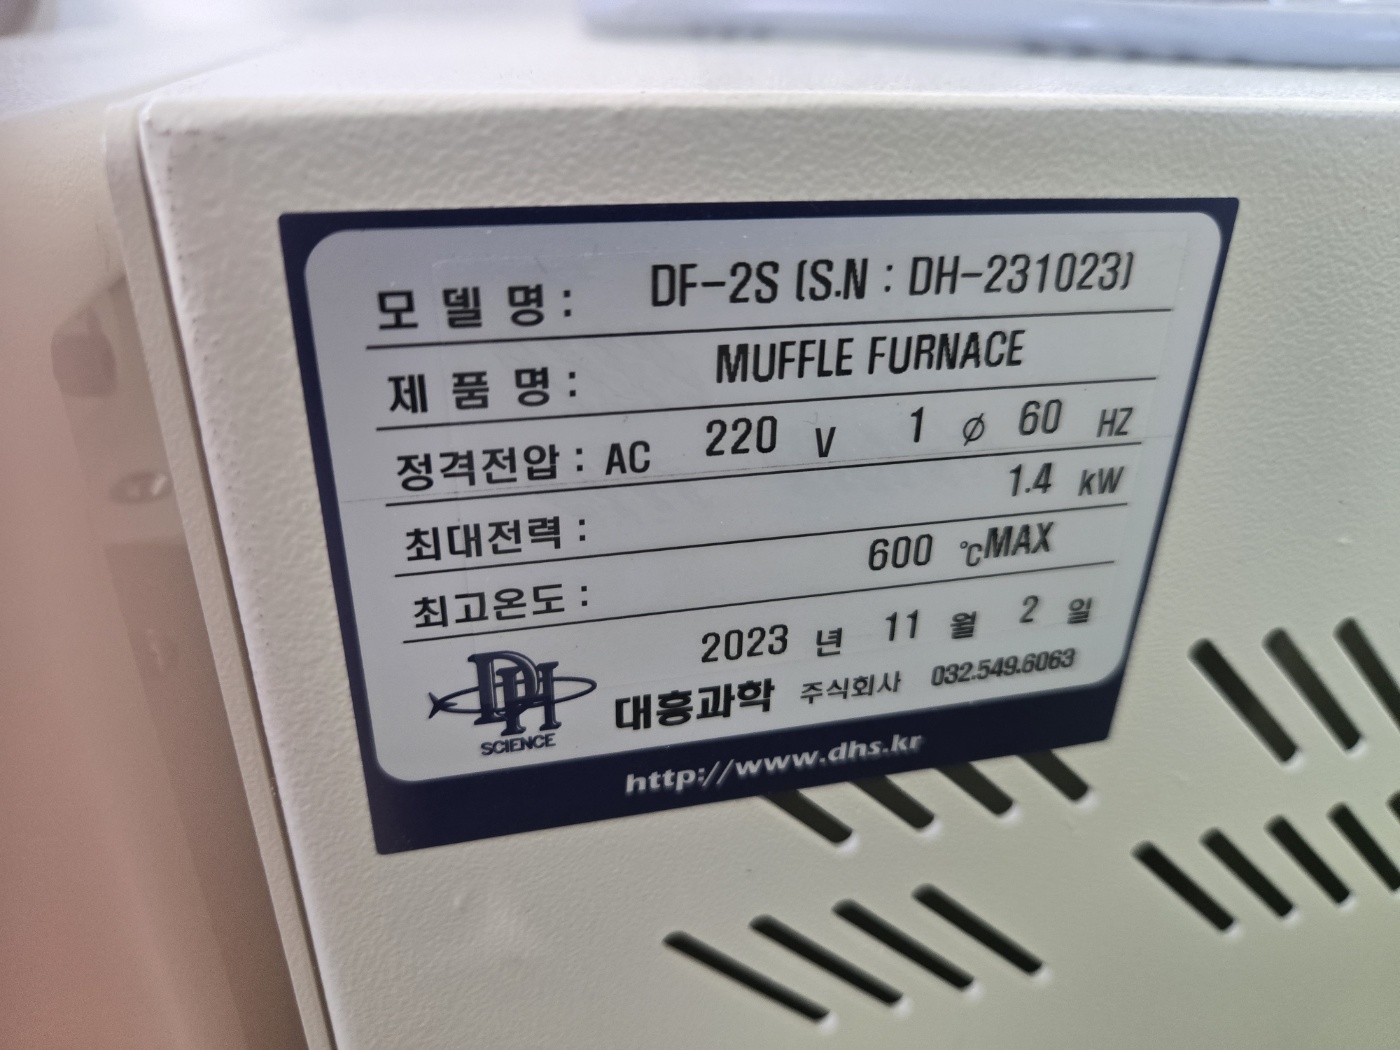 모 델 명 : DF-2S (S.N : DH-231023)
제 품 명 : MUFFLE FURNACE
정격전압 : AC 220 V 1 ø 60 HZ
최대전력 : 1.4 kW
최고온도 : 600 ℃MAX
2023 년 11 월 2 일
DH
SCIENCE
대흥과학 주식회사 032.549.6063
http://www.dhs.kr